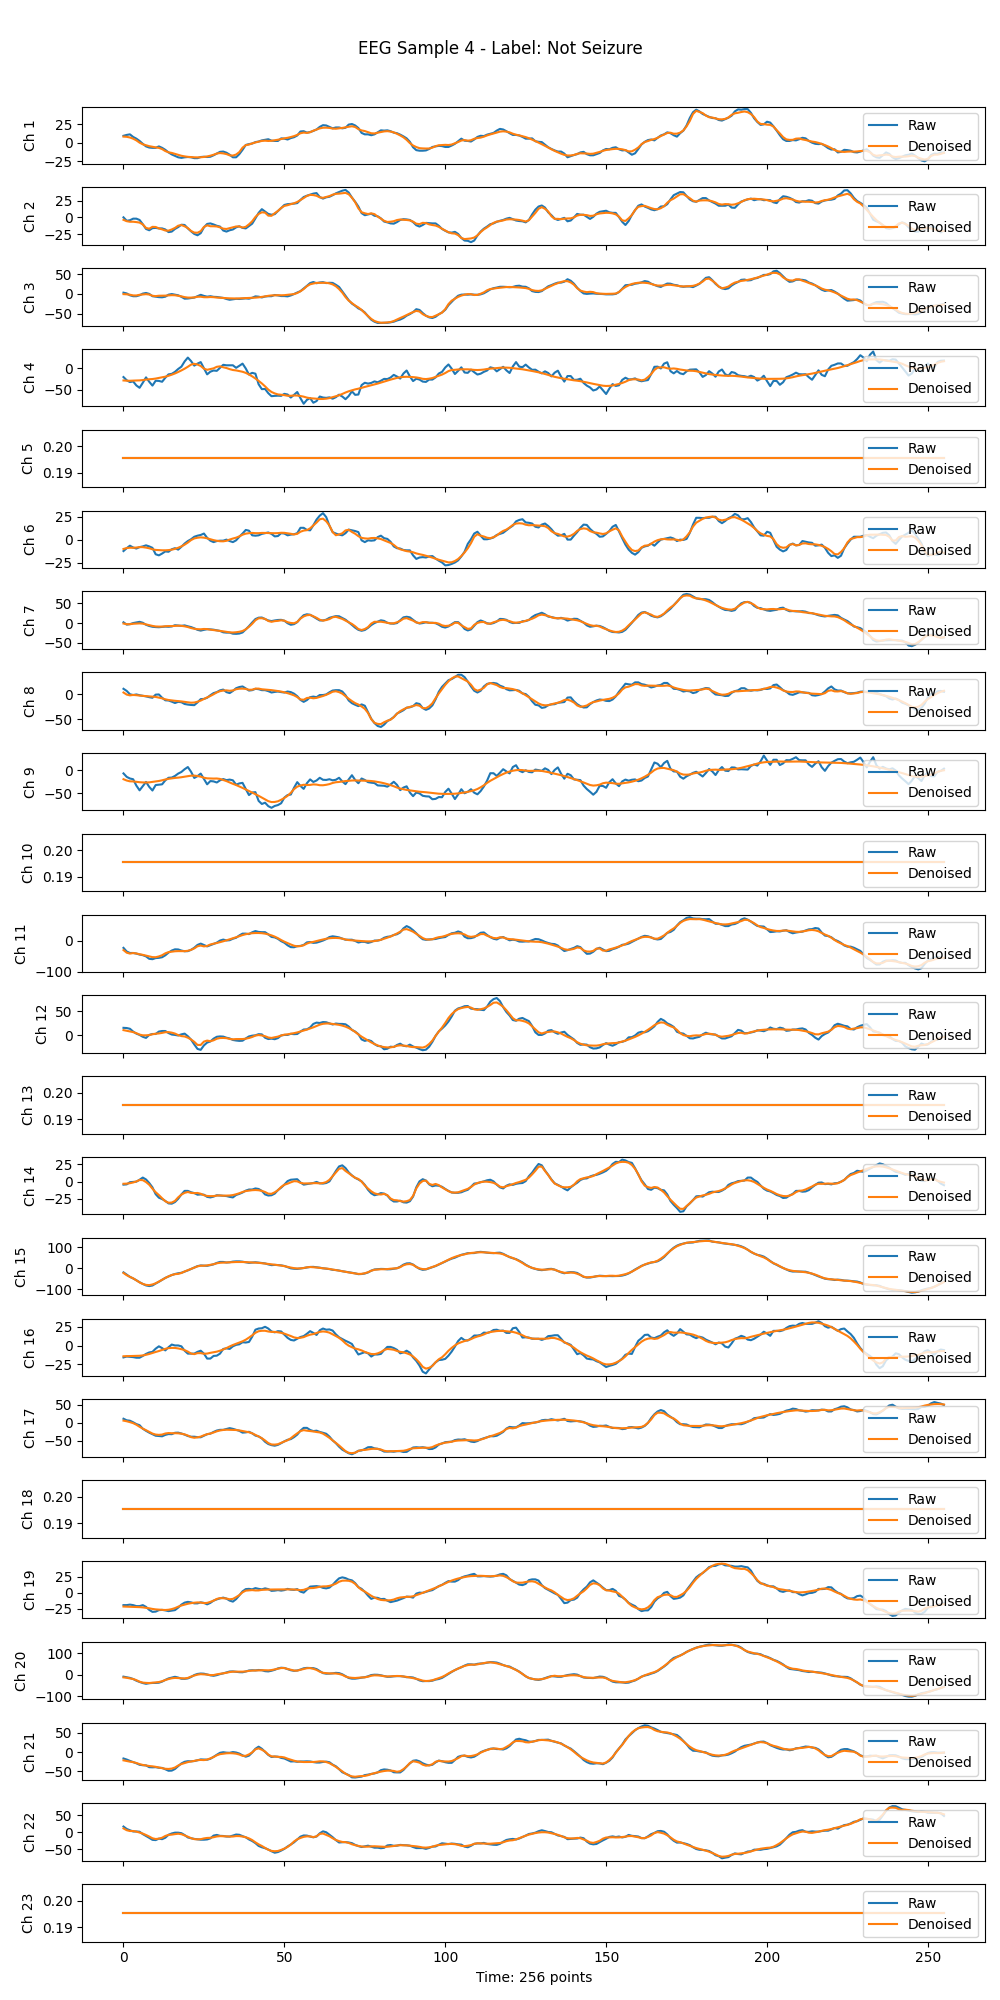 EEG Sample 4 - Label: Not Seizure
Ch 1
25
0
−25
Raw
Denoised
Ch 2
25
0
−25
Raw
Denoised
Ch 3
50
0
−50
Raw
Denoised
Ch 4
0
−50
Raw
Denoised
Ch 5
0.20
0.19
Raw
Denoised
Ch 6
25
0
−25
Raw
Denoised
Ch 7
50
0
−50
Raw
Denoised
Ch 8
0
−50
Raw
Denoised
Ch 9
0
−50
Raw
Denoised
Ch 10
0.20
0.19
Raw
Denoised
Ch 11
0
−100
Raw
Denoised
Ch 12
50
0
Raw
Denoised
Ch 13
0.20
0.19
Raw
Denoised
Ch 14
25
0
−25
Raw
Denoised
Ch 15
100
0
−100
Raw
Denoised
Ch 16
25
0
−25
Raw
Denoised
Ch 17
50
0
−50
Raw
Denoised
Ch 18
0.20
0.19
Raw
Denoised
Ch 19
25
0
−25
Raw
Denoised
Ch 20
100
0
−100
Raw
Denoised
Ch 21
50
0
−50
Raw
Denoised
Ch 22
50
0
−50
Raw
Denoised
Ch 23
0.20
0.19
Raw
Denoised
0 50 100 150 200 250
Time: 256 points